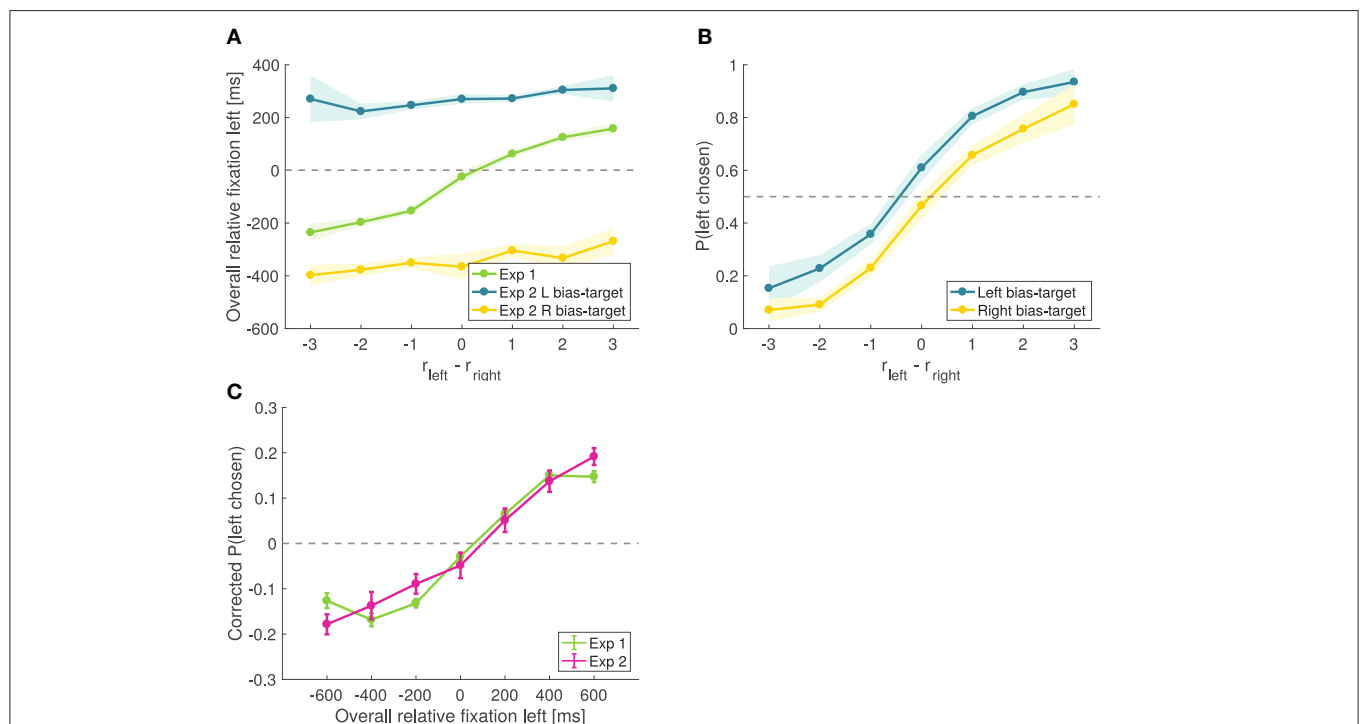 A
Overall relative fixation left [ms]
400
200
0
-200
-400
-600
-3 -2 -1 0 1 2 3
r_left - r_right
Exp 1
Exp 2 L bias-target
Exp 2 R bias-target
B
P(left chosen)
1
0.8
0.6
0.4
0.2
0
-3 -2 -1 0 1 2 3
r_left - r_right
Left bias-target
Right bias-target
C
Corrected P(left chosen)
0.3
0.2
0.1
0
-0.1
-0.2
-0.3
-600 -400 -200 0 200 400 600
Overall relative fixation left [ms]
Exp 1
Exp 2